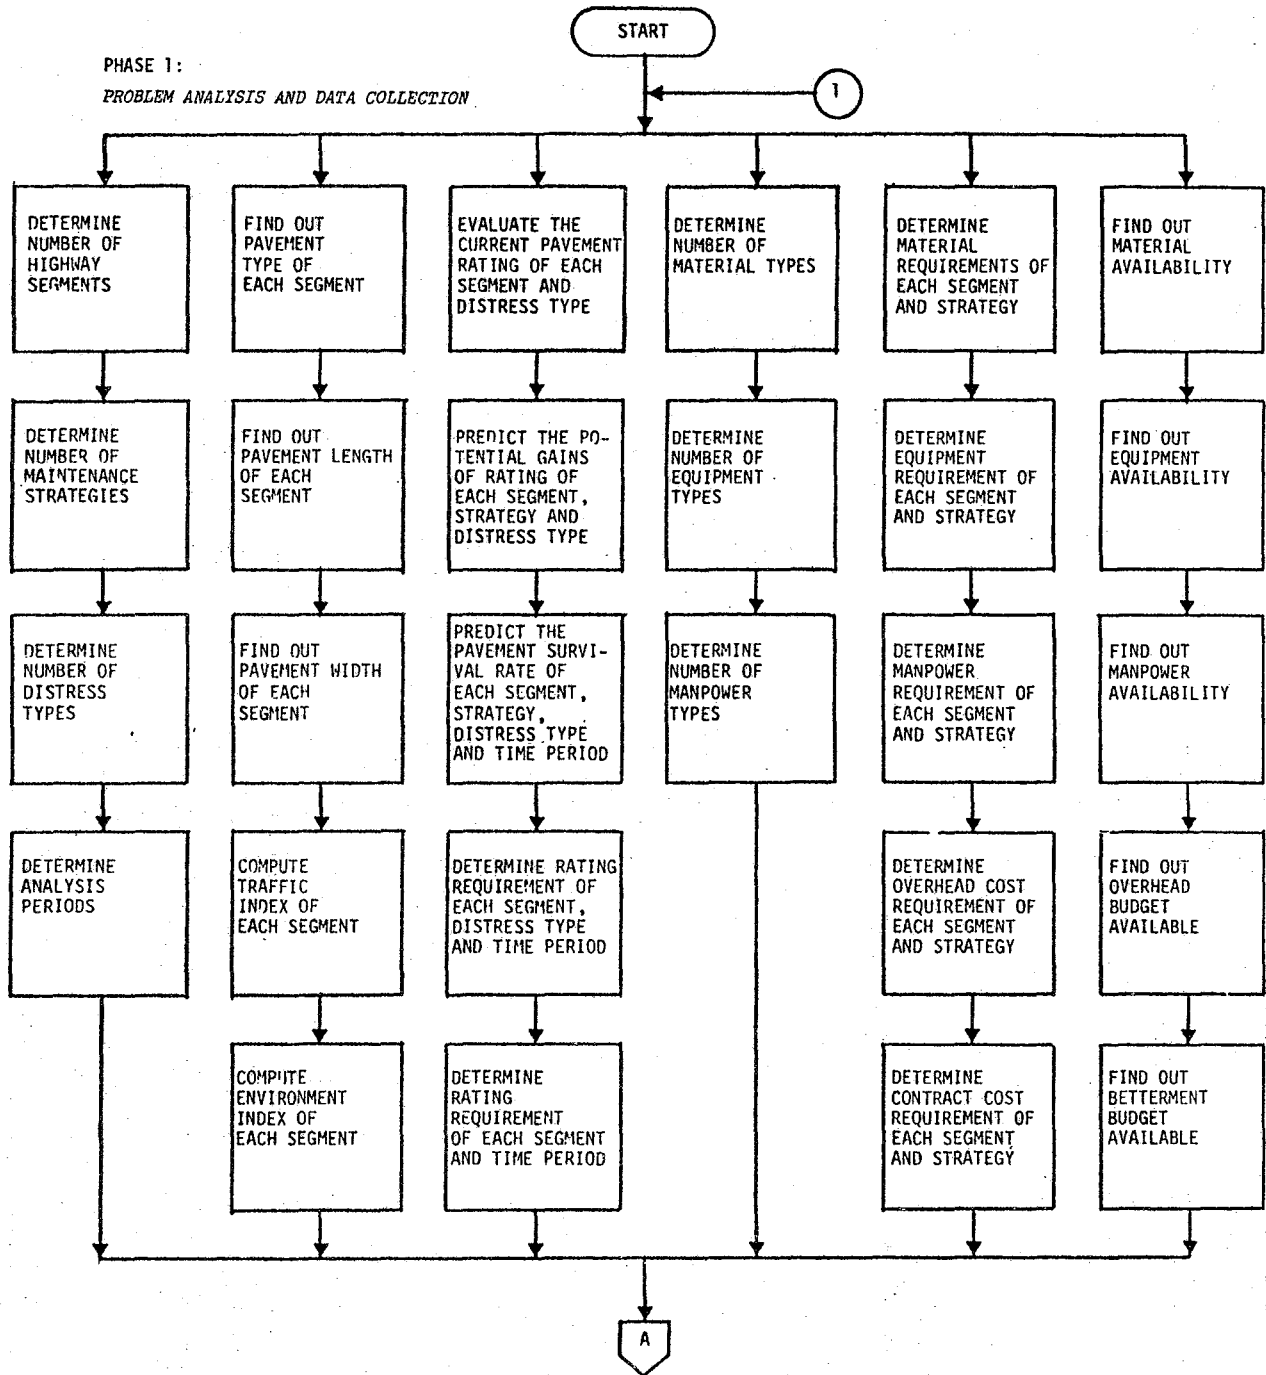 START
PHASE 1:
PROBLEM ANALYSIS AND DATA COLLECTION
1
DETERMINE
NUMBER OF
HIGHWAY
SEGMENTS
FIND OUT
PAVEMENT
TYPE OF
EACH SEGMENT
EVALUATE THE
CURRENT PAVEMENT
RATING OF EACH
SEGMENT AND
DISTRESS TYPE
DETERMINE
NUMBER OF
MATERIAL TYPES
DETERMINE
MATERIAL
REQUIREMENTS OF
EACH SEGMENT
AND STRATEGY
FIND OUT
MATERIAL
AVAILABILITY
DETERMINE
NUMBER OF
MAINTENANCE
STRATEGIES
FIND OUT
PAVEMENT LENGTH
OF EACH
SEGMENT
PREDICT THE PO-
TENTIAL GAINS
OF RATING OF
EACH SEGMENT,
STRATEGY AND
DISTRESS TYPE
DETERMINE
NUMBER OF
EQUIPMENT
TYPES
DETERMINE
EQUIPMENT
REQUIREMENT OF
EACH SEGMENT
AND STRATEGY
FIND OUT
EQUIPMENT
AVAILABILITY
DETERMINE
NUMBER OF
DISTRESS
TYPES
FIND OUT
PAVEMENT WIDTH
OF EACH
SEGMENT
PREDICT THE
PAVEMENT SURVI-
VAL RATE OF
EACH SEGMENT,
STRATEGY,
DISTRESS TYPE
AND TIME PERIOD
DETERMINE
NUMBER OF
MANPOWER
TYPES
DETERMINE
MANPOWER
REQUIREMENT OF
EACH SEGMENT
AND STRATEGY
FIND OUT
MANPOWER
AVAILABILITY
DETERMINE
ANALYSIS
PERIODS
COMPUTE
TRAFFIC
INDEX OF
EACH SEGMENT
DETERMINE RATING
REQUIREMENT OF
EACH SEGMENT,
DISTRESS TYPE
AND TIME PERIOD
DETERMINE
OVERHEAD COST
REQUIREMENT OF
EACH SEGMENT
AND STRATEGY
FIND OUT
OVERHEAD
BUDGET
AVAILABLE
COMPUTE
ENVIRONMENT
INDEX OF
EACH SEGMENT
DETERMINE
RATING
REQUIREMENT
OF EACH SEGMENT
AND TIME PERIOD
DETERMINE
CONTRACT COST
REQUIREMENT OF
EACH SEGMENT
AND STRATEGY
FIND OUT
BETTERMENT
BUDGET
AVAILABLE
A